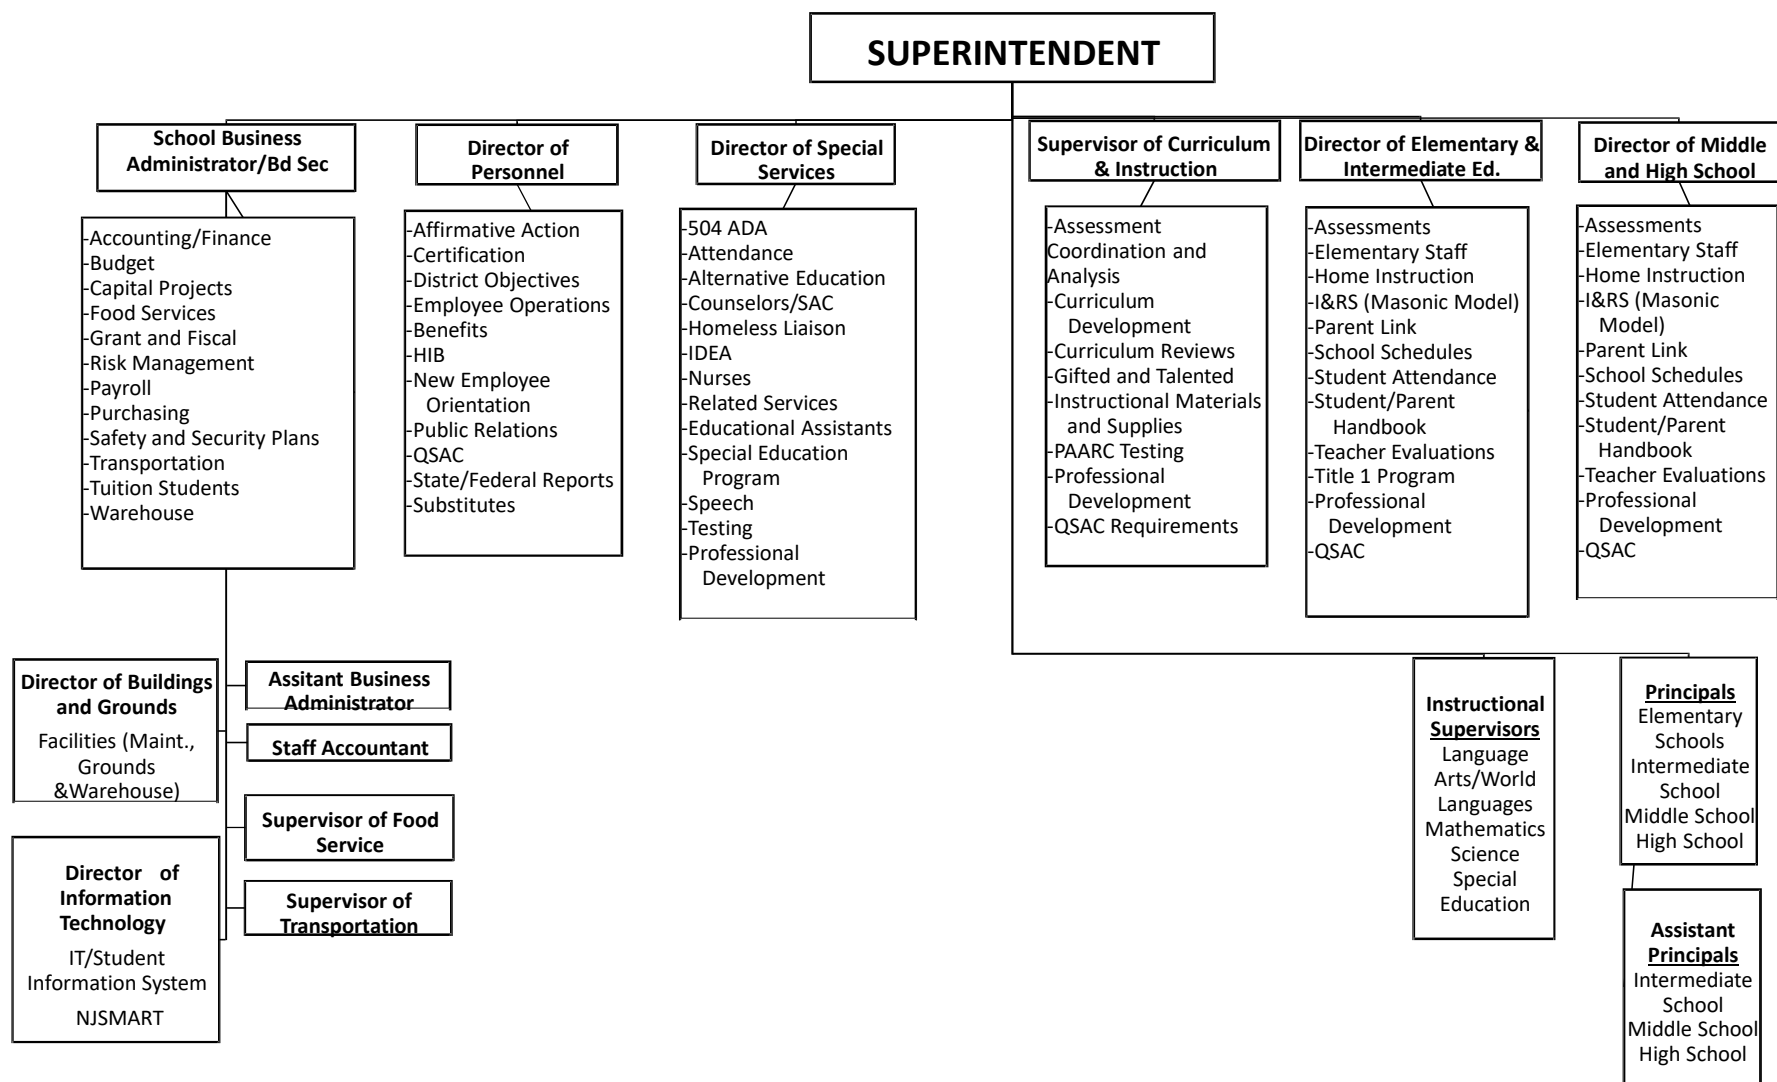 SUPERINTENDENT
School Business
Administrator/Bd Sec
-Accounting/Finance
-Budget
-Capital Projects
-Food Services
-Grant and Fiscal
-Risk Management
-Payroll
-Purchasing
-Safety and Security Plans
-Transportation
-Tuition Students
-Warehouse
Director of
Personnel
-Affirmative Action
-Certification
-District Objectives
-Employee Operations
-Benefits
-HIB
-New Employee
Orientation
-Public Relations
-QSAC
-State/Federal Reports
-Substitutes
Director of Special
Services
-504 ADA
-Attendance
-Alternative Education
-Counselors/SAC
-Homeless Liaison
-IDEA
-Nurses
-Related Services
-Educational Assistants
-Special Education
Program
-Speech
-Testing
-Professional
Development
Supervisor of Curriculum
& Instruction
-Assessment
Coordination and
Analysis
-Curriculum
Development
-Curriculum Reviews
-Gifted and Talented
-Instructional Materials
and Supplies
-PAARC Testing
-Professional
Development
-QSAC Requirements
Director of Elementary &
Intermediate Ed.
-Assessments
-Elementary Staff
-Home Instruction
-I&RS (Masonic Model)
-Parent Link
-School Schedules
-Student Attendance
-Student/Parent
Handbook
-Teacher Evaluations
-Title 1 Program
-Professional
Development
-QSAC
Director of Middle
and High School
-Assessments
-Elementary Staff
-Home Instruction
-I&RS (Masonic
Model)
-Parent Link
-School Schedules
-Student Attendance
-Student/Parent
Handbook
-Teacher Evaluations
-Professional
Development
-QSAC
Director of Buildings
and Grounds
Facilities (Maint.,
Grounds
&Warehouse)
Director of
Information
Technology
IT/Student
Information System
NJSMART
Assitant Business
Administrator
Staff Accountant
Supervisor of Food
Service
Supervisor of
Transportation
Instructional
Supervisors
Language
Arts/World
Languages
Mathematics
Science
Special
Education
Principals
Elementary
Schools
Intermediate
School
Middle School
High School
Assistant
Principals
Intermediate
School
Middle School
High School